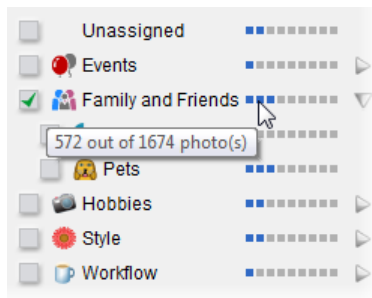 Unassigned
Events
Family and Friends
572 out of 1674 photo(s)
Pets
Hobbies
Style
Workflow